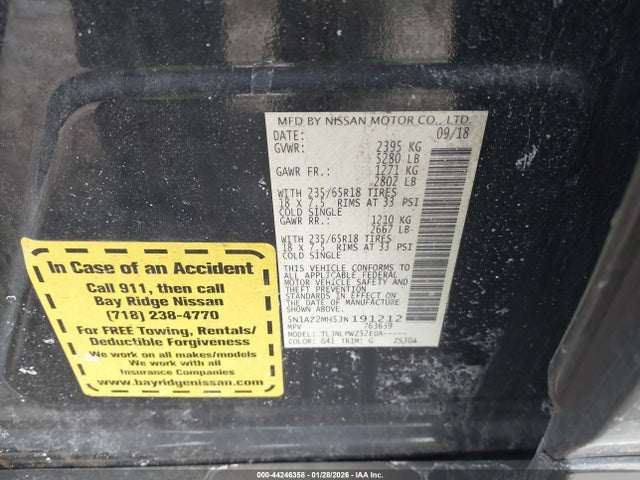 MFD BY NISSAN MOTOR CO., LTD.
DATE: 09/18
GVWR: 2395 KG
5280 LB
GAWR FR.: 1271 KG
2802 LB
WITH 235/65R18 TIRES
18 X 7.5 RIMS AT 33 PSI
COLD SINGLE
GAWR RR.: 1210 KG
2667 LB
WITH 235/65R18 TIRES
18 X 7.5 RIMS AT 33 PSI
COLD SINGLE
THIS VEHICLE CONFORMS TO
ALL APPLICABLE FEDERAL
MOTOR VEHICLE SAFETY
STANDARDS IN EFFECT
ON THE DATE OF MANUFACTURE
SHOWN ABOVE.
5N1AZ2MH5JN191212
MPV 763639
MODEL: TLJNLPWZ52EUA-----
COLOR: G41 TRIM: G Z5304
In Case of an Accident
Call 911, then call
Bay Ridge Nissan
(718) 238-4770
For FREE Towing, Rentals/
Deductible Forgiveness
We work on all makes/models
We work with all
Insurance Companies
www.bayridgenissan.com
000-44246358 - 01/28/2026 - IAA Inc.